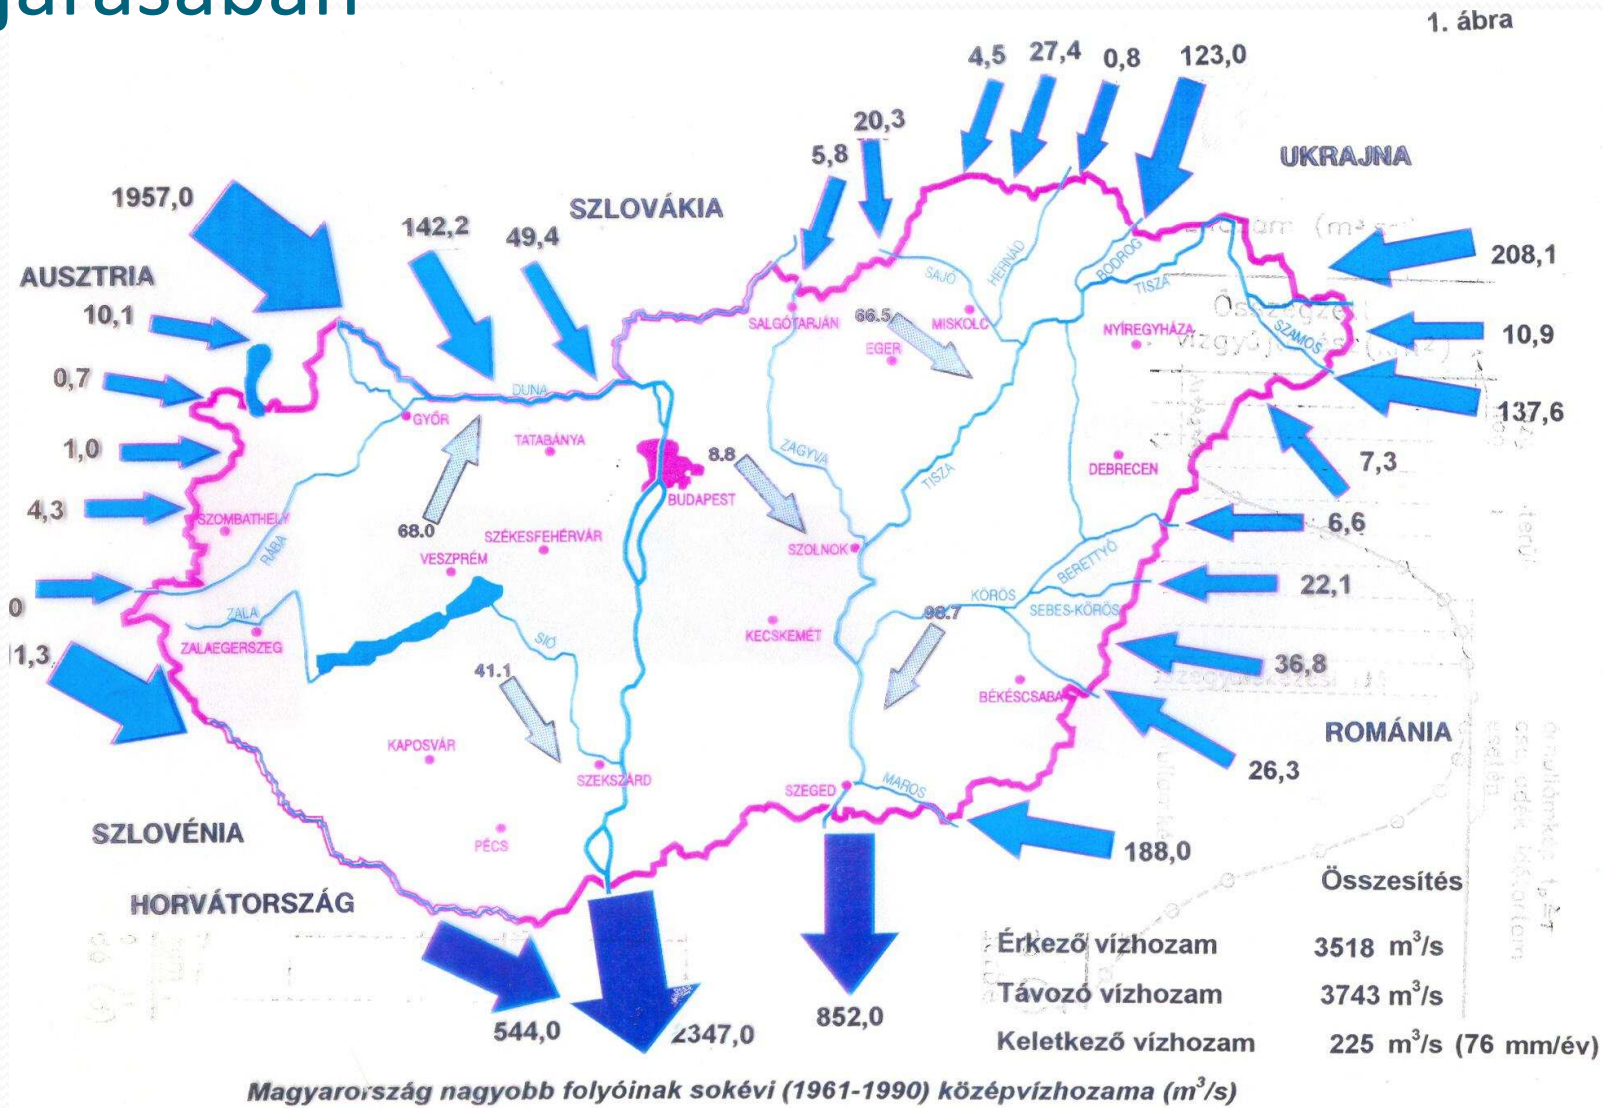 1. ábra
4,5
27,4
0,8
123,0
20,3
5,8
UKRAJNA
1957,0
SZLOVÁKIA
142,2
49,4
208,1
AUSZTRIA
10,1
HERNÁD
SAJÓ
BODROG
TISZA
SALGÓTARJÁN
66.5
MISKOLC
NYÍREGYHÁZA
SZAMOS
10,9
EGER
0,7
DUNA
GYŐR
137,6
1,0
TATABÁNYA
ZAGYVA
8.8
TISZA
DEBRECEN
7,3
BUDAPEST
4,3
SZOMBATHELY
68.0
SZÉKESFEHÉRVÁR
6,6
RÁBA
VESZPRÉM
SZOLNOK
BERETTYÓ
22,1
0
ZALA
KÖRÖS
SEBES-KÖRÖS
98.7
SIÓ
KECSKEMÉT
ZALAEGERSZEG
1,3
41.1
36,8
BÉKÉSCSABA
ROMÁNIA
KAPOSVÁR
26,3
SZEKSZÁRD
SZEGED
MAROS
SZLOVÉNIA
PÉCS
188,0
HORVÁTORSZÁG
Összesítés
Érkező vízhozam 3518 m³/s
Távozó vízhozam 3743 m³/s
544,0
2347,0
852,0
Keletkező vízhozam 225 m³/s (76 mm/év)
Magyarország nagyobb folyóinak sokévi (1961-1990) középvízhozama (m³/s)